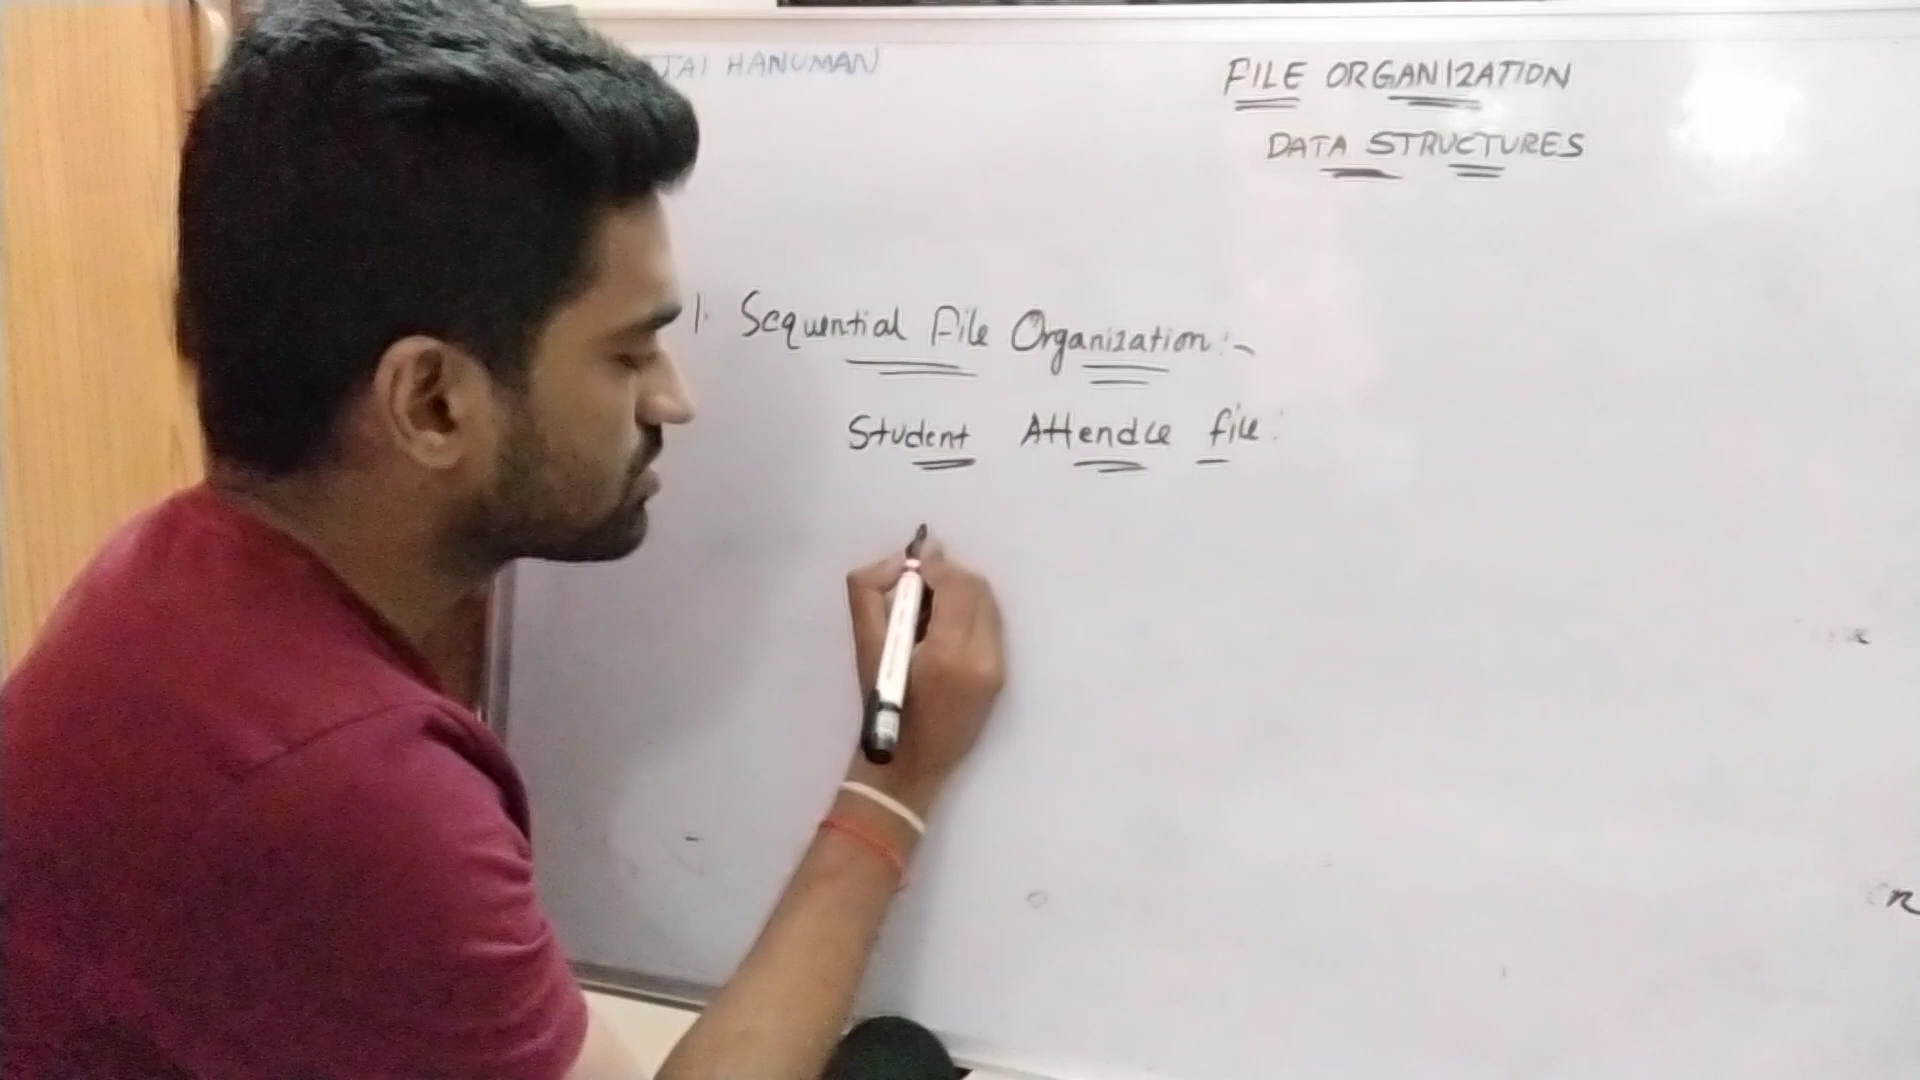 JAI HANUMAN
FILE ORGANIZATION
DATA STRUCTURES
1. Sequential File Organization:-
Student Attendce file:
n